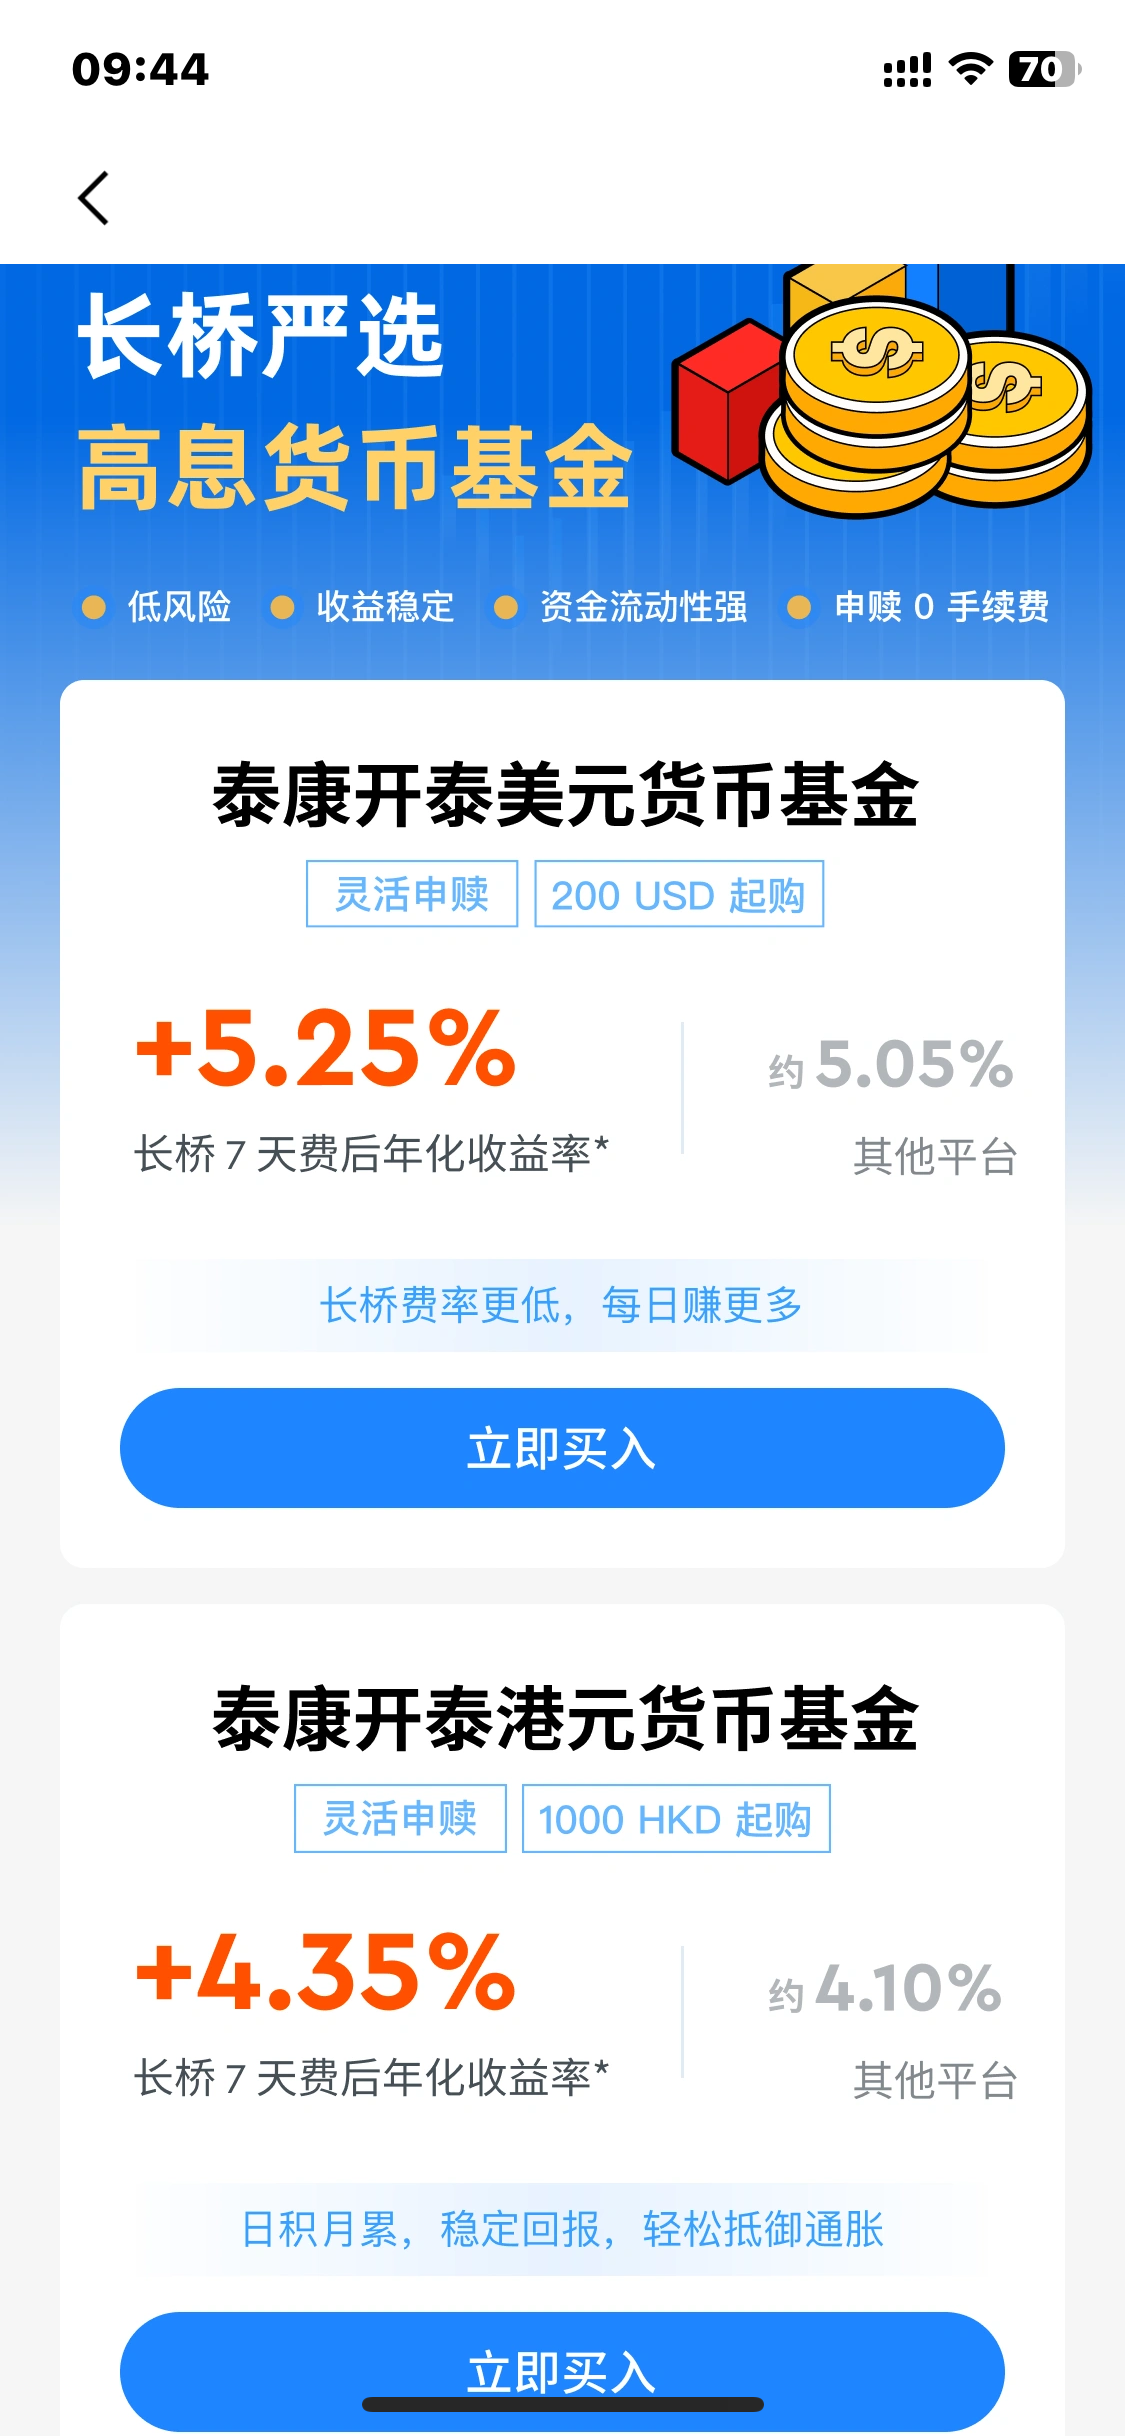 09:44
70
长桥严选
高息货币基金
低风险 收益稳定 资金流动性强 申赎 0 手续费
泰康开泰美元货币基金
灵活申赎 200 USD 起购
+5.25% 约 5.05%
长桥 7 天费后年化收益率* 其他平台
长桥费率更低，每日赚更多
立即买入
泰康开泰港元货币基金
灵活申赎 1000 HKD 起购
+4.35% 约 4.10%
长桥 7 天费后年化收益率* 其他平台
日积月累，稳定回报，轻松抵御通胀
立即买入